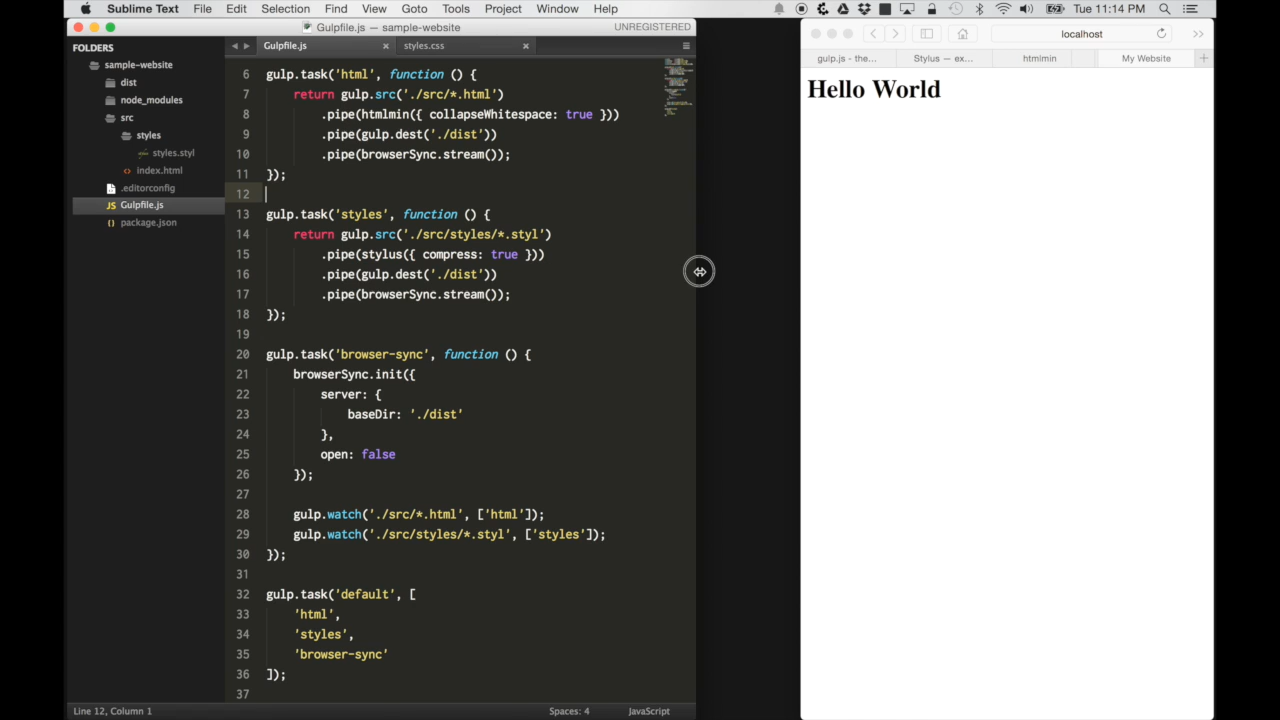 Sublime Text File Edit Selection Find View Goto Tools Project Window Help
Tue 11:14 PM
Gulpfile.js — sample-website
UNREGISTERED
FOLDERS
sample-website
dist
node_modules
src
styles
styles.styl
index.html
.editorconfig
JS Gulpfile.js
package.json
Gulpfile.js
styles.css
6 gulp.task('html', function () {
7 return gulp.src('./src/*.html')
8 .pipe(htmlmin({ collapseWhitespace: true }))
9 .pipe(gulp.dest('./dist'))
10 .pipe(browserSync.stream());
11 });
12
13 gulp.task('styles', function () {
14 return gulp.src('./src/styles/*.styl')
15 .pipe(stylus({ compress: true }))
16 .pipe(gulp.dest('./dist'))
17 .pipe(browserSync.stream());
18 });
19
20 gulp.task('browser-sync', function () {
21 browserSync.init({
22 server: {
23 baseDir: './dist'
24 },
25 open: false
26 });
27
28 gulp.watch('./src/*.html', ['html']);
29 gulp.watch('./src/styles/*.styl', ['styles']);
30 });
31
32 gulp.task('default', [
33 'html',
34 'styles',
35 'browser-sync'
36 ]);
37
Line 12, Column 1
Spaces: 4
JavaScript
localhost
gulp.js - the...
Stylus — ex...
htmlmin
My Website
Hello World